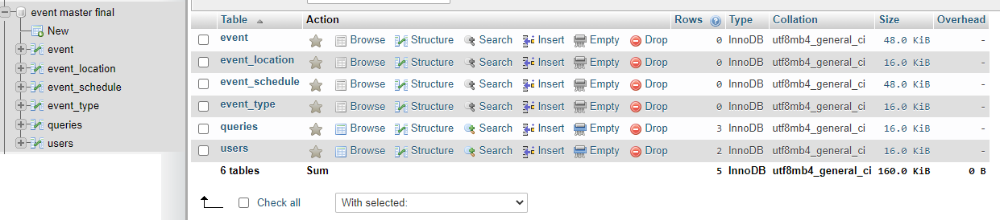 event master final
New
event
event_location
event_schedule
event_type
queries
users
Table Action Rows Type Collation Size Overhead
event Browse Structure Search Insert Empty Drop 0 InnoDB utf8mb4_general_ci 48.0 KiB -
event_location Browse Structure Search Insert Empty Drop 0 InnoDB utf8mb4_general_ci 16.0 KiB -
event_schedule Browse Structure Search Insert Empty Drop 0 InnoDB utf8mb4_general_ci 48.0 KiB -
event_type Browse Structure Search Insert Empty Drop 0 InnoDB utf8mb4_general_ci 16.0 KiB -
queries Browse Structure Search Insert Empty Drop 3 InnoDB utf8mb4_general_ci 16.0 KiB -
users Browse Structure Search Insert Empty Drop 2 InnoDB utf8mb4_general_ci 16.0 KiB -
6 tables Sum 5 InnoDB utf8mb4_general_ci 160.0 KiB 0 B
Check all With selected: